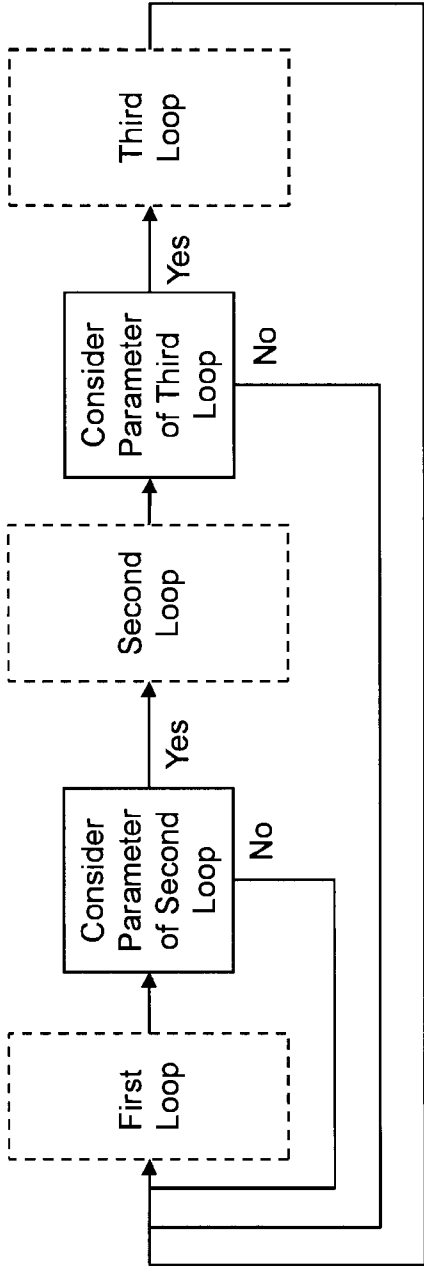 First
Loop
Consider
Parameter
of Second
Loop
Yes
No
Second
Loop
Consider
Parameter
of Third
Loop
Yes
No
Third
Loop